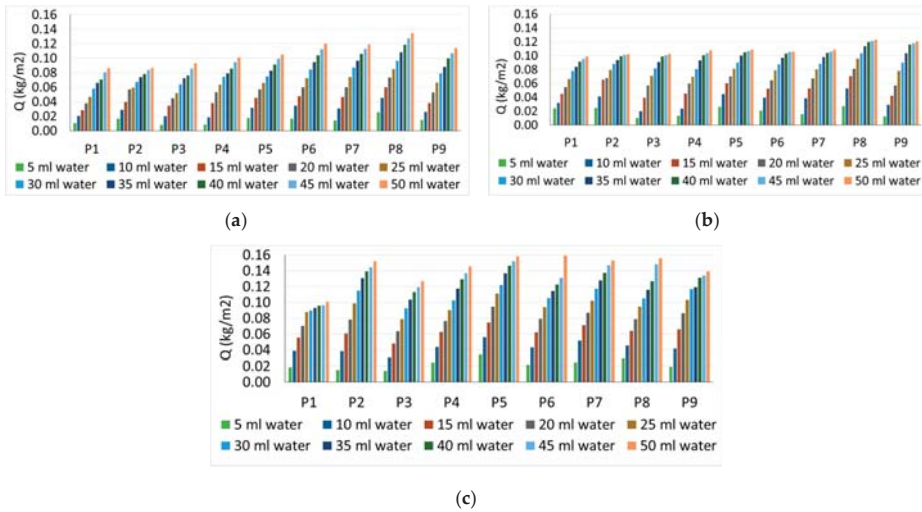 0.16
0.14
0.12
0.10
0.08
0.06
0.04
0.02
0.00
Q (kg/m2)
P1 P2 P3 P4 P5 P6 P7 P8 P9
5 ml water 10 ml water 15 ml water 20 ml water 25 ml water
30 ml water 35 ml water 40 ml water 45 ml water 50 ml water
(a)
0.16
0.14
0.12
0.10
0.08
0.06
0.04
0.02
0.00
Q (kg/m2)
P1 P2 P3 P4 P5 P6 P7 P8 P9
5 ml water 10 ml water 15 ml water 20 ml water 25 ml water
30 ml water 35 ml water 40 ml water 45 ml water 50 ml water
(b)
0.16
0.14
0.12
0.10
0.08
0.06
0.04
0.02
0.00
Q (kg/m2)
P1 P2 P3 P4 P5 P6 P7 P8 P9
5 ml water 10 ml water 15 ml water 20 ml water 25 ml water
30 ml water 35 ml water 40 ml water 45 ml water 50 ml water
(c)